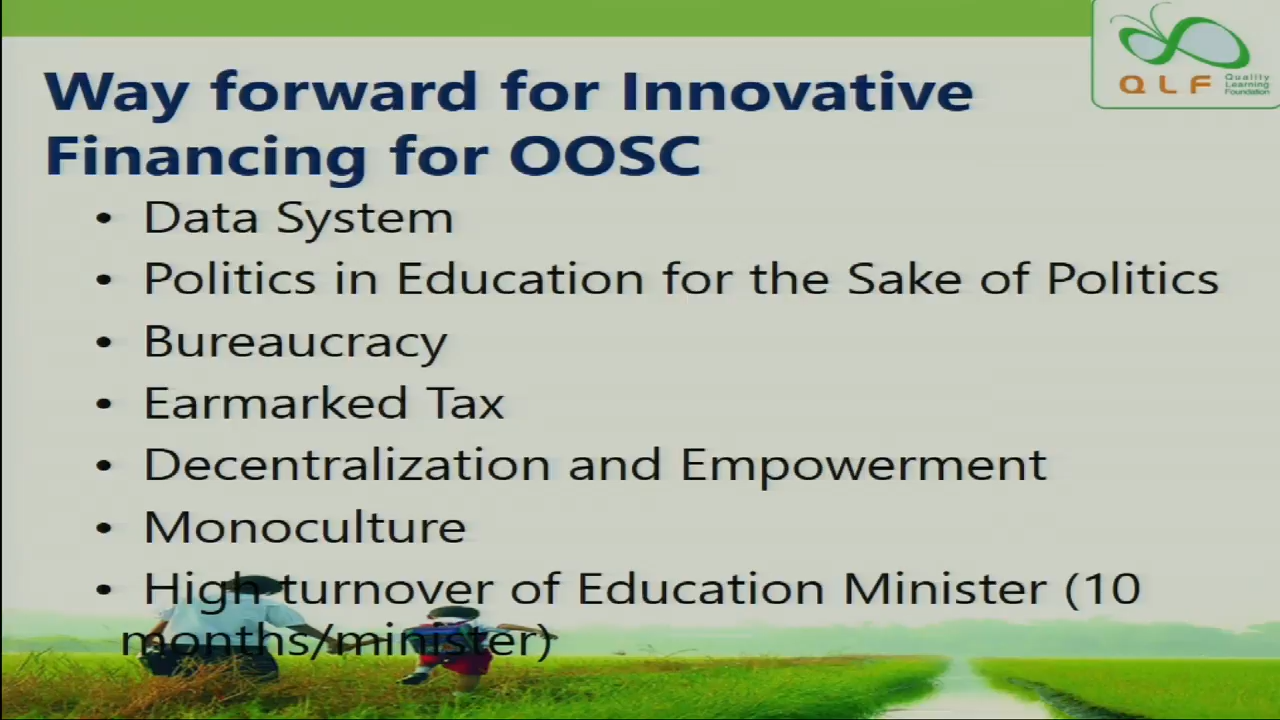 QLF Quality
Learning
Foundation
Way forward for Innovative
Financing for OOSC
• Data System
• Politics in Education for the Sake of Politics
• Bureaucracy
• Earmarked Tax
• Decentralization and Empowerment
• Monoculture
• High turnover of Education Minister (10
months/minister)